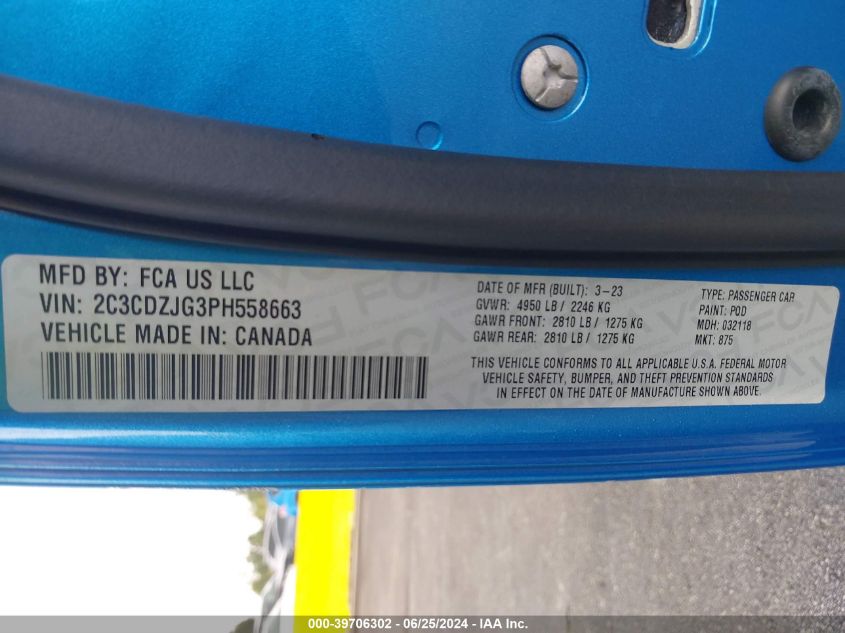 MFD BY: FCA US LLC
VIN: 2C3CDZJG3PH558663
VEHICLE MADE IN: CANADA
DATE OF MFR (BUILT): 3-23
GVWR: 4950 LB / 2246 KG
GAWR FRONT: 2810 LB / 1275 KG
GAWR REAR: 2810 LB / 1275 KG
TYPE: PASSENGER CAR
PAINT: PQD
MDH: 032118
MKT: 875
THIS VEHICLE CONFORMS TO ALL APPLICABLE U.S.A. FEDERAL MOTOR
VEHICLE SAFETY, BUMPER, AND THEFT PREVENTION STANDARDS
IN EFFECT ON THE DATE OF MANUFACTURE SHOWN ABOVE.
000-39706302 - 06/25/2024 - IAA Inc.